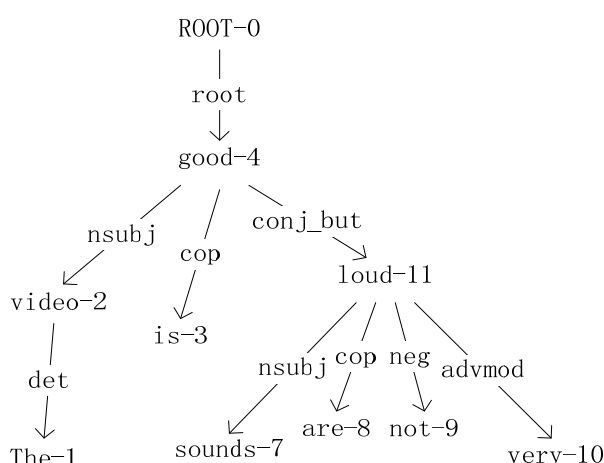 ROOT-0
root
good-4
nsubj
cop
conj_but
video-2
is-3
loud-11
det
nsubj
cop
neg
advmod
The-1
sounds-7
are-8
not-9
verv-10